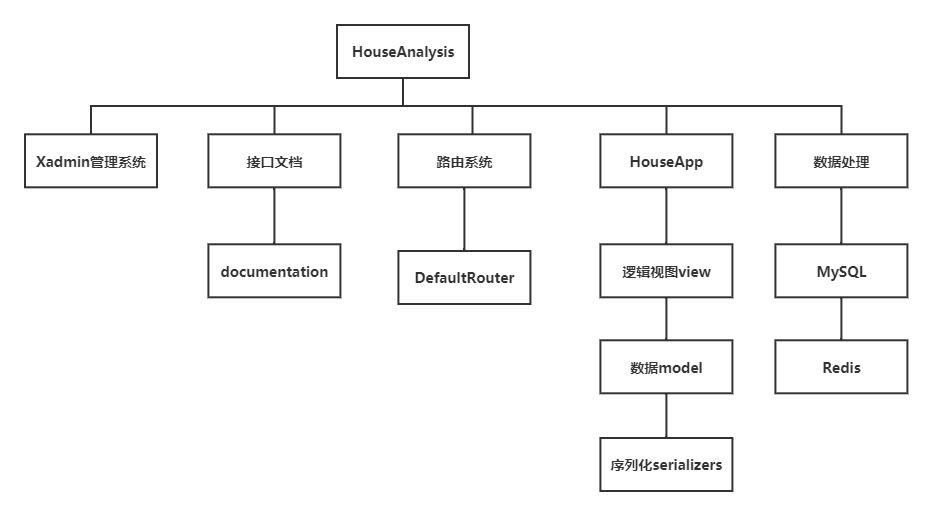 HouseAnalysis
Xadmin管理系统
接口文档
路由系统
HouseApp
数据处理
documentation
DefaultRouter
逻辑视图view
MySQL
数据model
Redis
序列化serializers